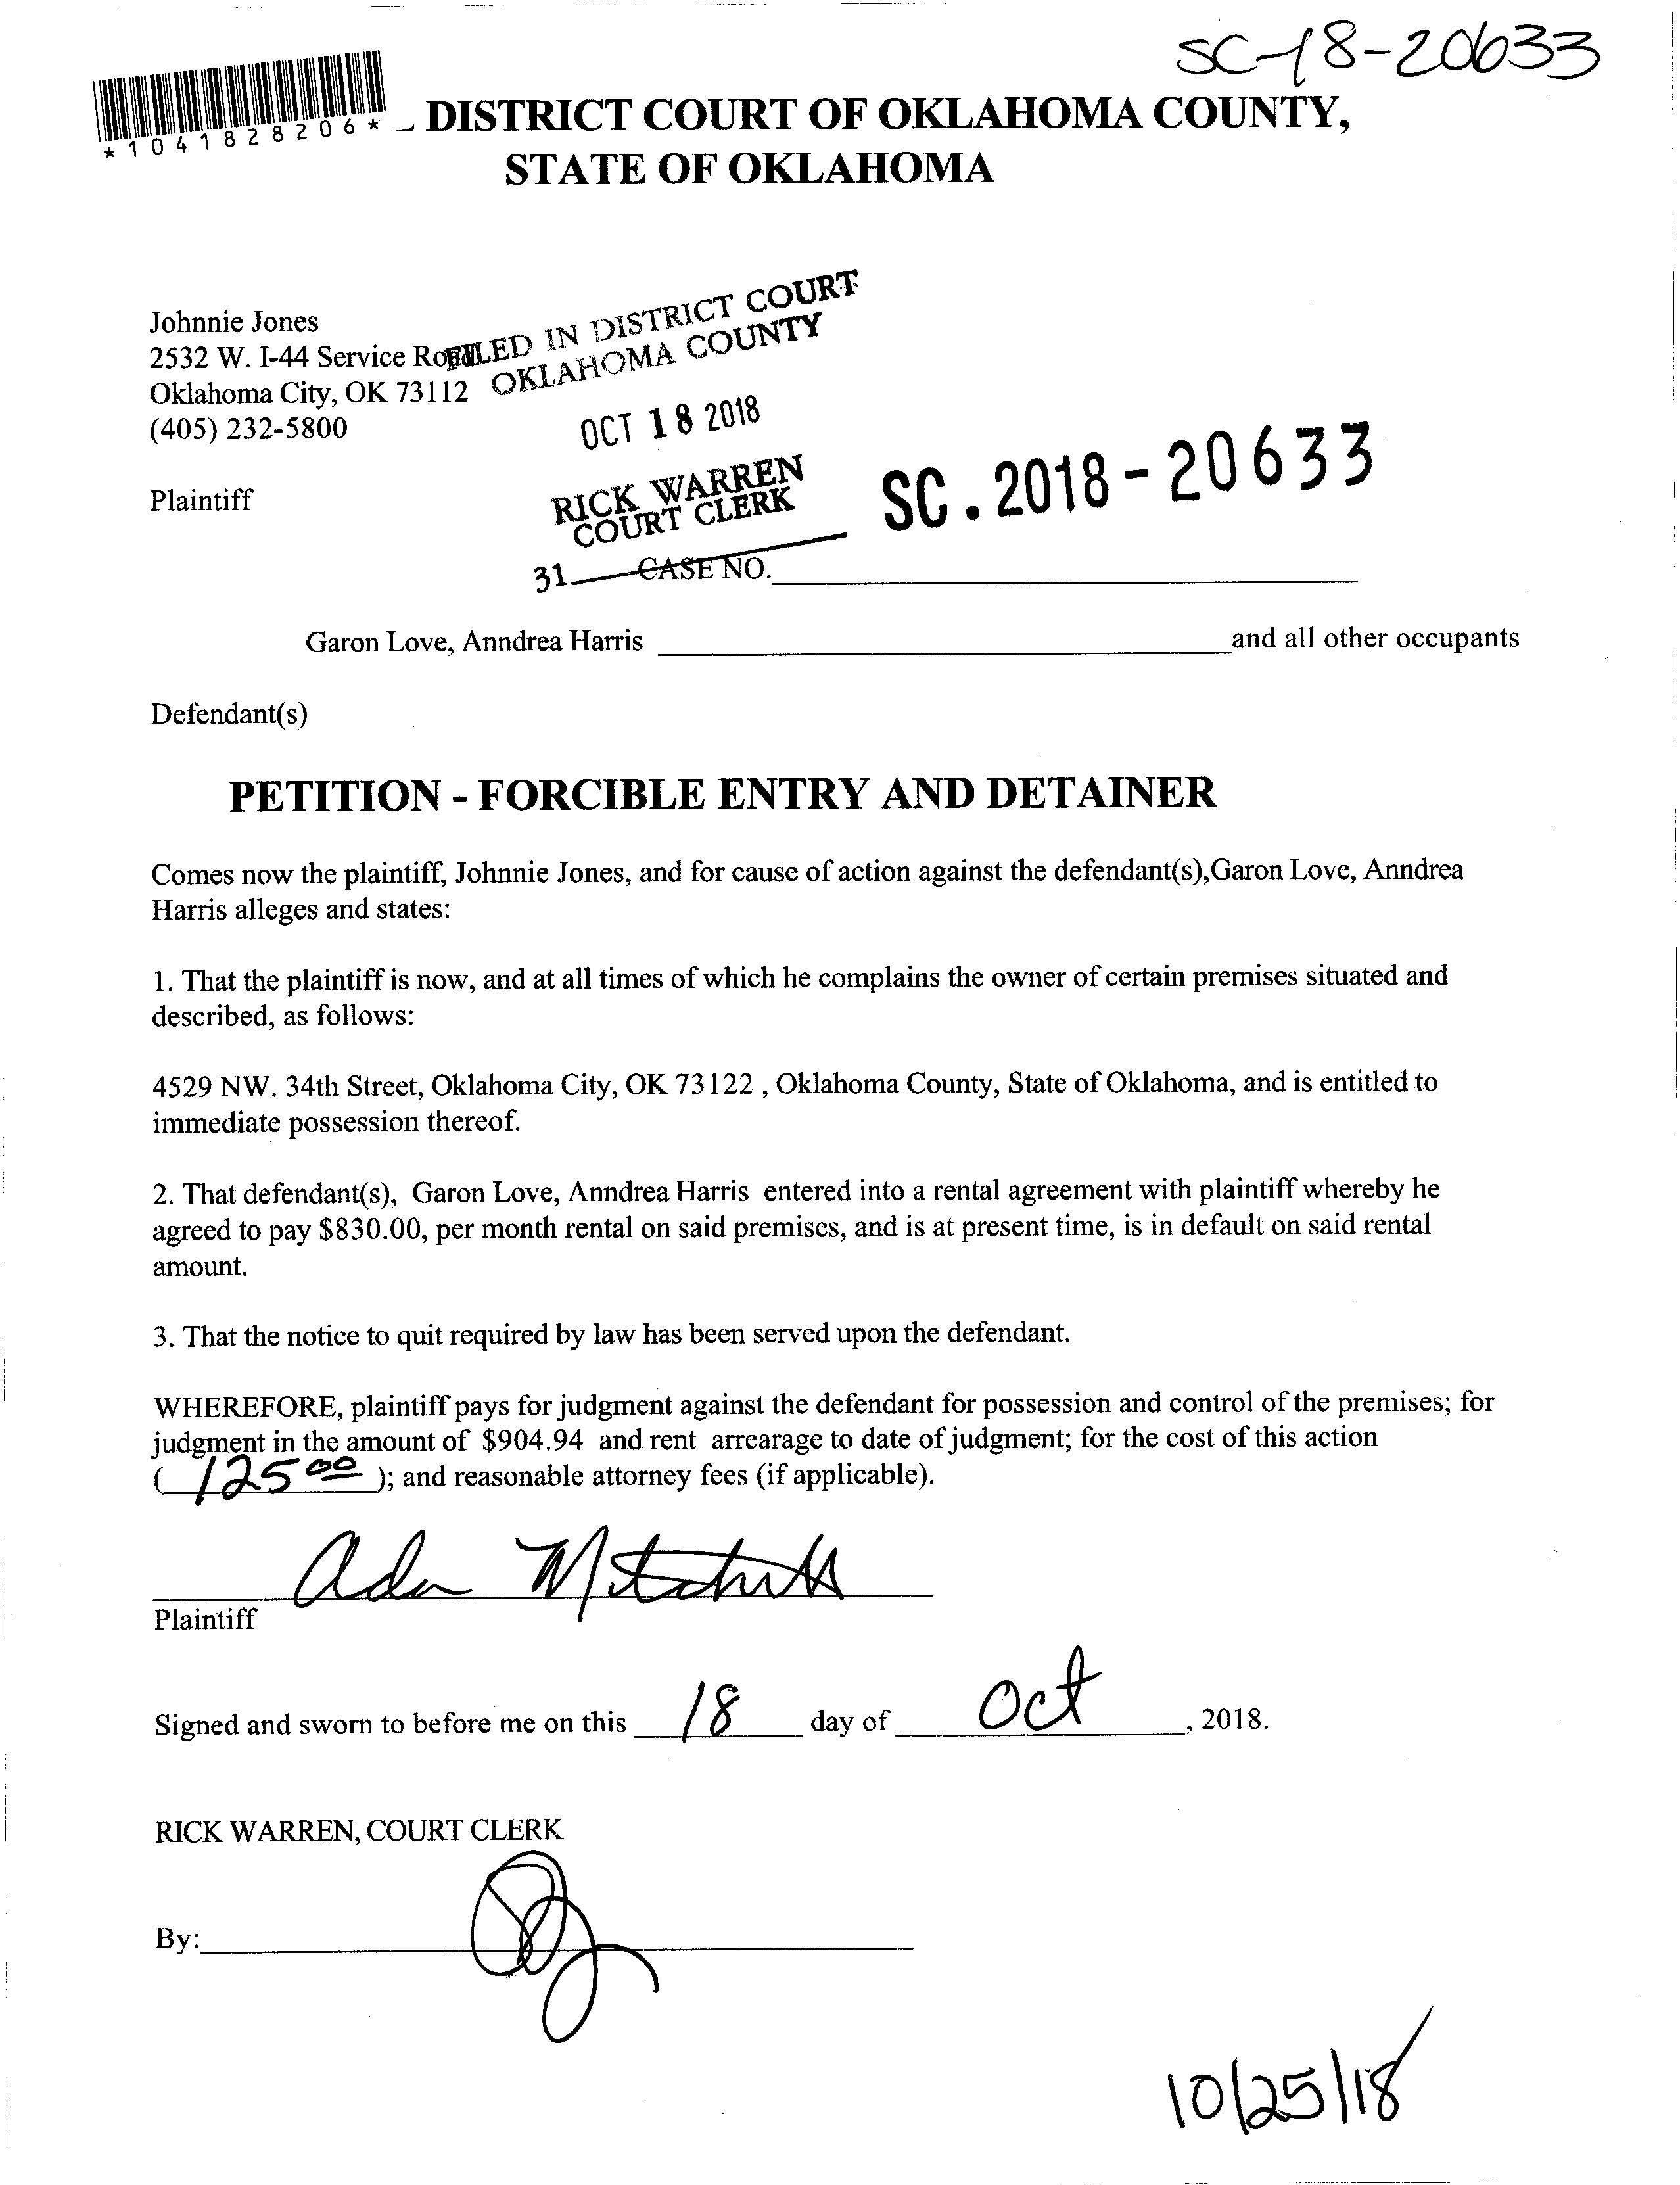 SC-18-20633
*1041828206*
DISTRICT COURT OF OKLAHOMA COUNTY,
STATE OF OKLAHOMA
Johnnie Jones
2532 W. I-44 Service Road
Oklahoma City, OK 73112
(405) 232-5800
FILED IN DISTRICT COURT
OKLAHOMA COUNTY
OCT 18 2018
RICK WARREN
COURT CLERK
31
Plaintiff
SC.2018-20633
CASE NO.
Garon Love, Anndrea Harris and all other occupants
Defendant(s)
PETITION - FORCIBLE ENTRY AND DETAINER
Comes now the plaintiff, Johnnie Jones, and for cause of action against the defendant(s),Garon Love, Anndrea
Harris alleges and states:
1. That the plaintiff is now, and at all times of which he complains the owner of certain premises situated and
described, as follows:
4529 NW. 34th Street, Oklahoma City, OK 73122 , Oklahoma County, State of Oklahoma, and is entitled to
immediate possession thereof.
2. That defendant(s), Garon Love, Anndrea Harris entered into a rental agreement with plaintiff whereby he
agreed to pay $830.00, per month rental on said premises, and is at present time, is in default on said rental
amount.
3. That the notice to quit required by law has been served upon the defendant.
WHEREFORE, plaintiff pays for judgment against the defendant for possession and control of the premises; for
judgment in the amount of $904.94 and rent arrearage to date of judgment; for the cost of this action
( 125 00 ); and reasonable attorney fees (if applicable).
Ada Mitchell
Plaintiff
Signed and sworn to before me on this 18 day of Oct , 2018.
RICK WARREN, COURT CLERK
By:
10/25/18